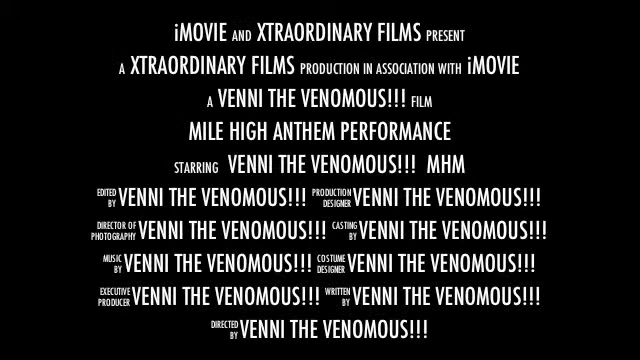 iMOVIE AND XTRAORDINARY FILMS PRESENT
A XTRAORDINARY FILMS PRODUCTION IN ASSOCIATION WITH iMOVIE
A VENNI THE VENOMOUS!!! FILM
MILE HIGH ANTHEM PERFORMANCE
STARRING VENNI THE VENOMOUS!!! MHM
EDITED BY VENNI THE VENOMOUS!!! PRODUCTION DESIGNER VENNI THE VENOMOUS!!!
DIRECTOR OF PHOTOGRAPHY VENNI THE VENOMOUS!!! CASTING BY VENNI THE VENOMOUS!!!
MUSIC BY VENNI THE VENOMOUS!!! COSTUME DESIGNER VENNI THE VENOMOUS!!!
EXECUTIVE PRODUCER VENNI THE VENOMOUS!!! WRITTEN BY VENNI THE VENOMOUS!!!
DIRECTED BY VENNI THE VENOMOUS!!!